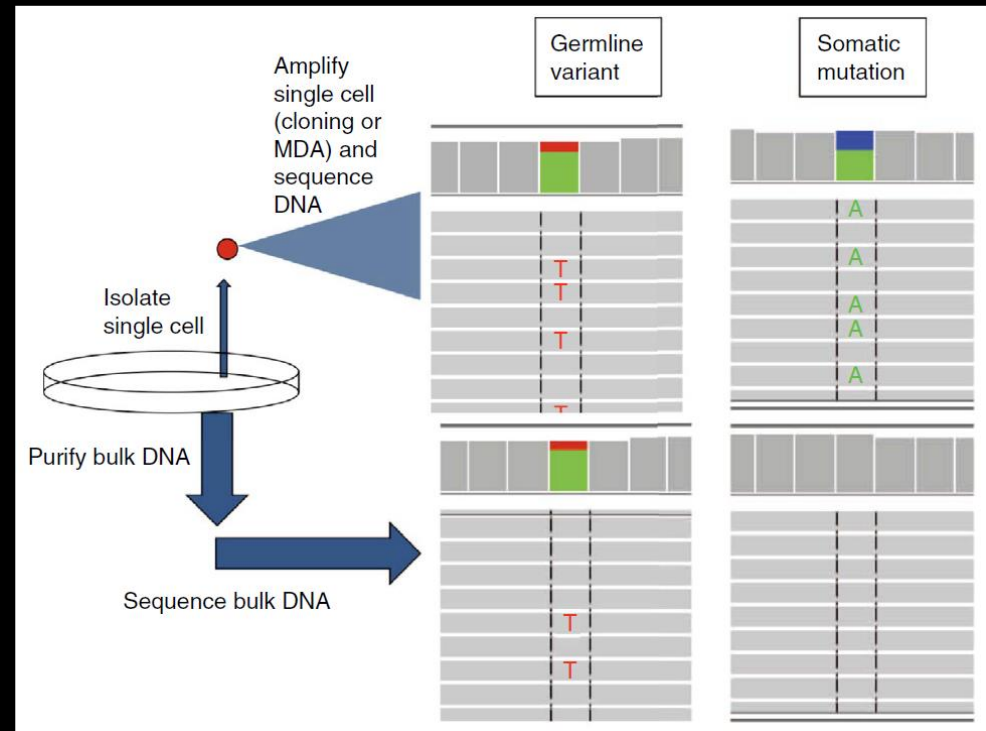 Amplify
single cell
(cloning or
MDA) and
sequence
DNA
Isolate
single cell
Purify bulk DNA
Sequence bulk DNA
Germline
variant
T
T
T
T
T
T
Somatic
mutation
A
A
A
A
A